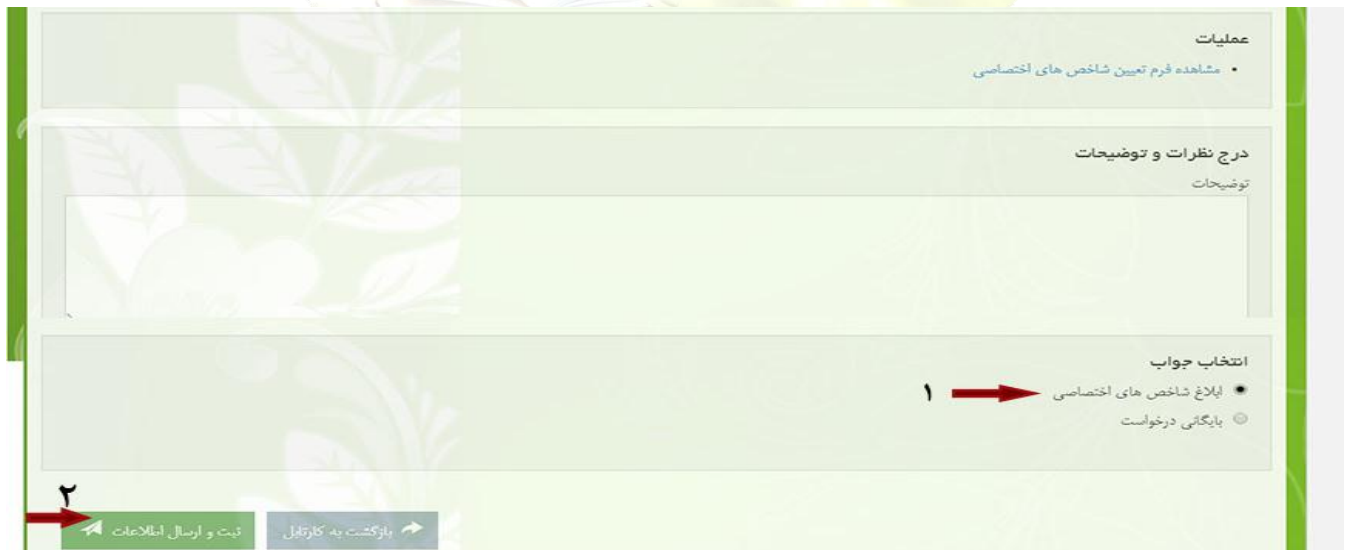 عملیات
مشاهده فرم تعیین شاخص های اختصاصی
درج نظرات و توضیحات
توضیحات
انتخاب جواب
ابلاغ شاخص های اختصاصی ۱
بایگانی درخواست
۲
بازگشت به کارتابل ثبت و ارسال اطلاعات